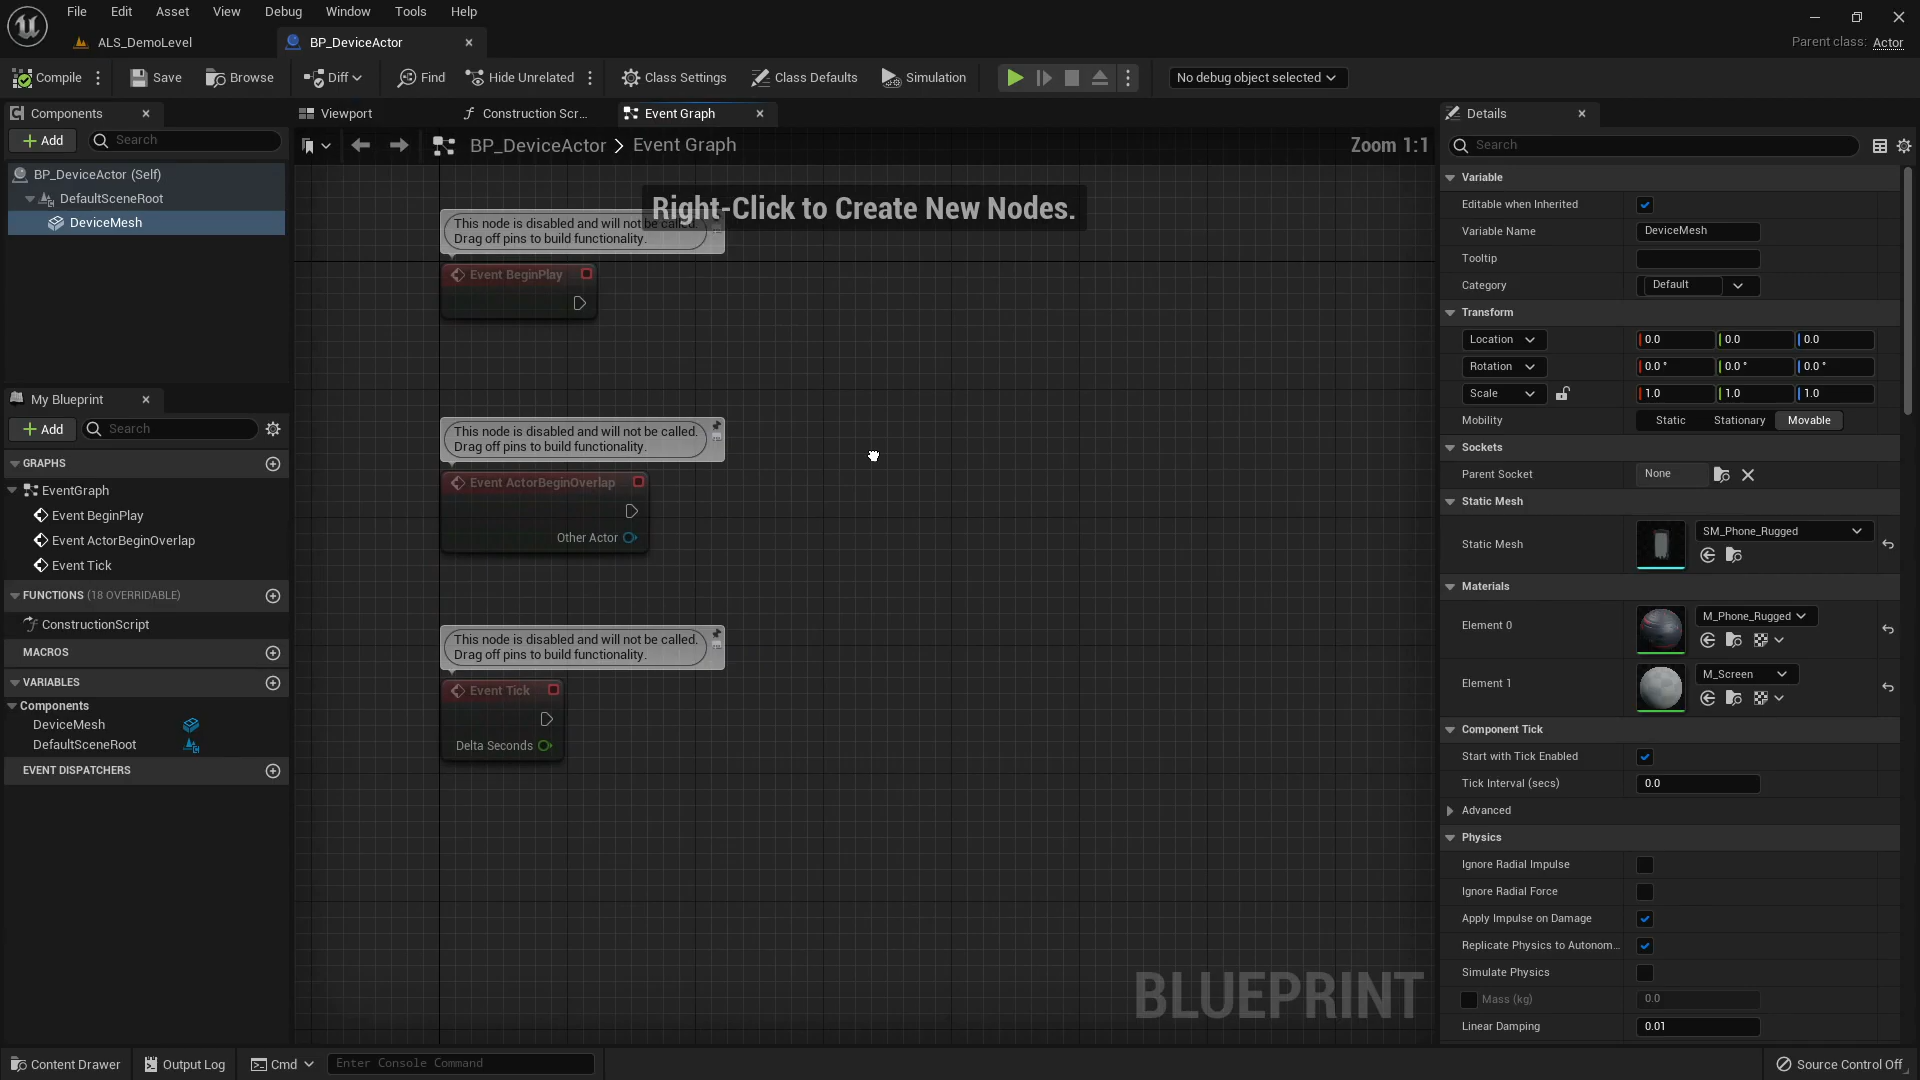 File Edit Asset View Debug Window Tools Help
ALS_DemoLevel
BP_DeviceActor
Parent class: Actor
Compile
Save
Browse
Diff
Find
Hide Unrelated
Class Settings
Class Defaults
Simulation
No debug object selected
Components
Add
Search
BP_DeviceActor (Self)
DefaultSceneRoot
DeviceMesh
My Blueprint
Add
Search
GRAPHS
EventGraph
Event BeginPlay
Event ActorBeginOverlap
Event Tick
FUNCTIONS (18 OVERRIDABLE)
ConstructionScript
MACROS
VARIABLES
Components
DeviceMesh
DefaultSceneRoot
EVENT DISPATCHERS
Viewport
Construction Scr...
Event Graph
BP_DeviceActor > Event Graph
Zoom 1:1
Right-Click to Create New Nodes.
This node is disabled and will not be called.
Drag off pins to build functionality.
Event BeginPlay
This node is disabled and will not be called.
Drag off pins to build functionality.
Event ActorBeginOverlap
Other Actor
This node is disabled and will not be called.
Drag off pins to build functionality.
Event Tick
Delta Seconds
BLUEPRINT
Details
Search
Variable
Editable when Inherited
Variable Name DeviceMesh
Tooltip
Category Default
Transform
Location 0.0 0.0 0.0
Rotation 0.0 ° 0.0 ° 0.0 °
Scale 1.0 1.0 1.0
Mobility Static Stationary Movable
Sockets
Parent Socket None
Static Mesh
Static Mesh SM_Phone_Rugged
Materials
Element 0 M_Phone_Rugged
Element 1 M_Screen
Component Tick
Start with Tick Enabled
Tick Interval (secs) 0.0
Advanced
Physics
Ignore Radial Impulse
Ignore Radial Force
Apply Impulse on Damage
Replicate Physics to Autonom...
Simulate Physics
Mass (kg) 0.0
Linear Damping 0.01
Content Drawer
Output Log
Cmd
Enter Console Command
Source Control Off